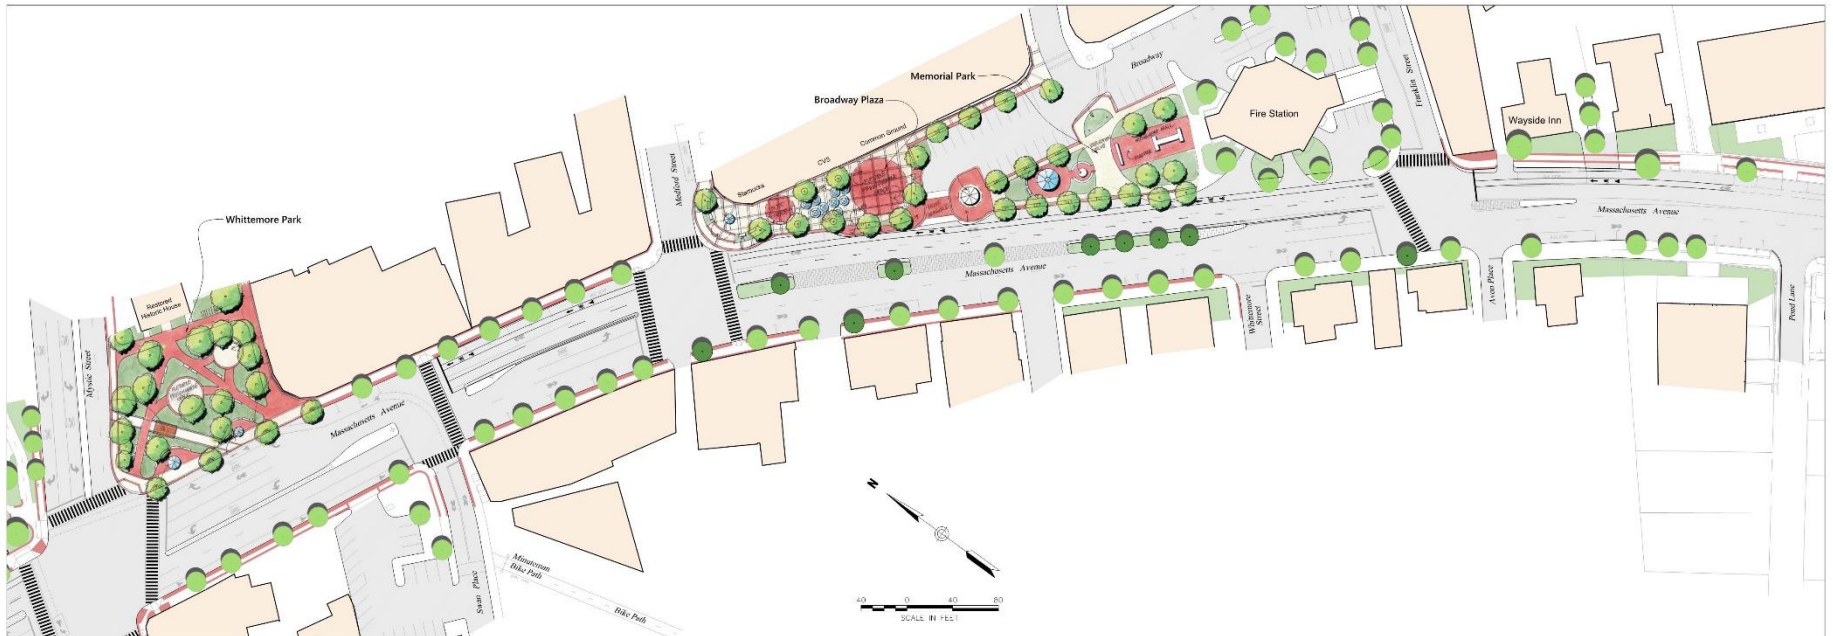 Memorial Park
Broadway
Franklin Street
Broadway Plaza
Fire Station
Common Ground
Wayside Inn
CVS
Medford Street
Starbucks
Massachusetts Avenue
Whittemore Park
Massachusetts Avenue
Restored
Historic House
Mystic Street
Whittemore
Street
Avon Place
Pond Lane
Massachusetts Avenue
N
Minuteman
Bike Path
Swan Place
Bike Path
40 0 40 80
SCALE IN FEET